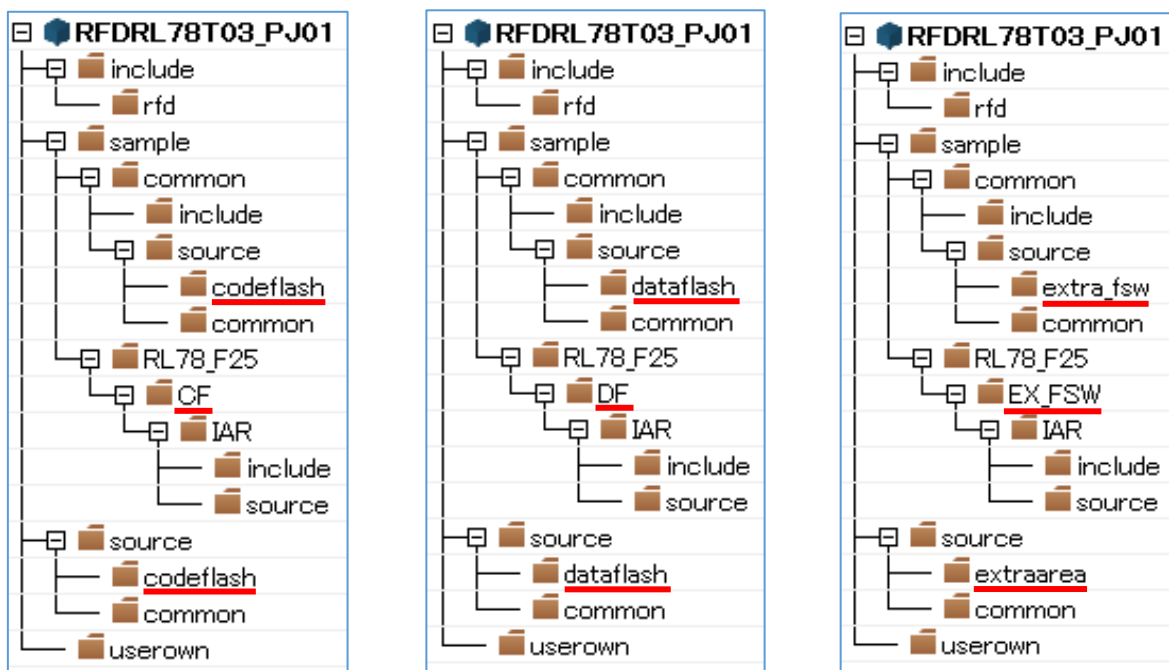 RFDRL78T03_PJ01
include
rfd
sample
common
include
source
codeflash
common
RL78_F25
CF
IAR
include
source
source
codeflash
common
userown
RFDRL78T03_PJ01
include
rfd
sample
common
include
source
dataflash
common
RL78_F25
DF
IAR
include
source
source
dataflash
common
userown
RFDRL78T03_PJ01
include
rfd
sample
common
include
source
extra_fsw
common
RL78_F25
EX_FSW
IAR
include
source
source
extraarea
common
userown